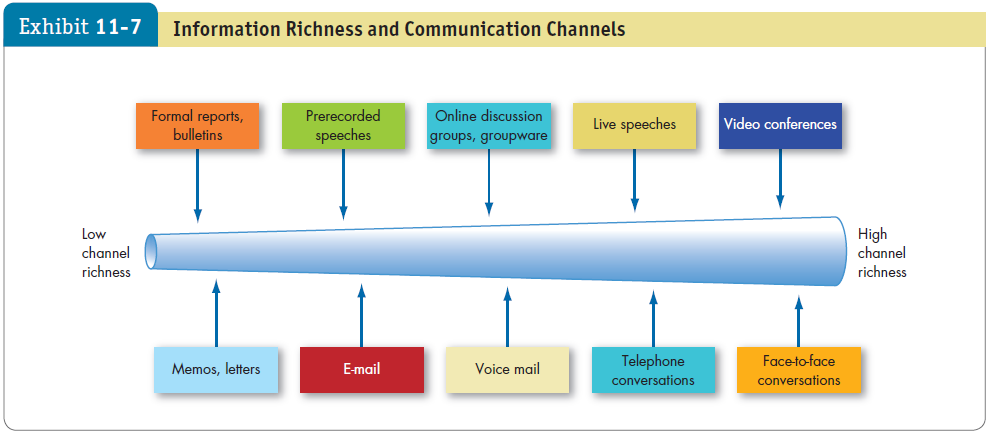 Exhibit 11-7
Information Richness and Communication Channels
Formal reports,
bulletins
Prerecorded
speeches
Online discussion
groups, groupware
Live speeches
Video conferences
Low
channel
richness
High
channel
richness
Memos, letters
E-mail
Voice mail
Telephone
conversations
Face-to-face
conversations